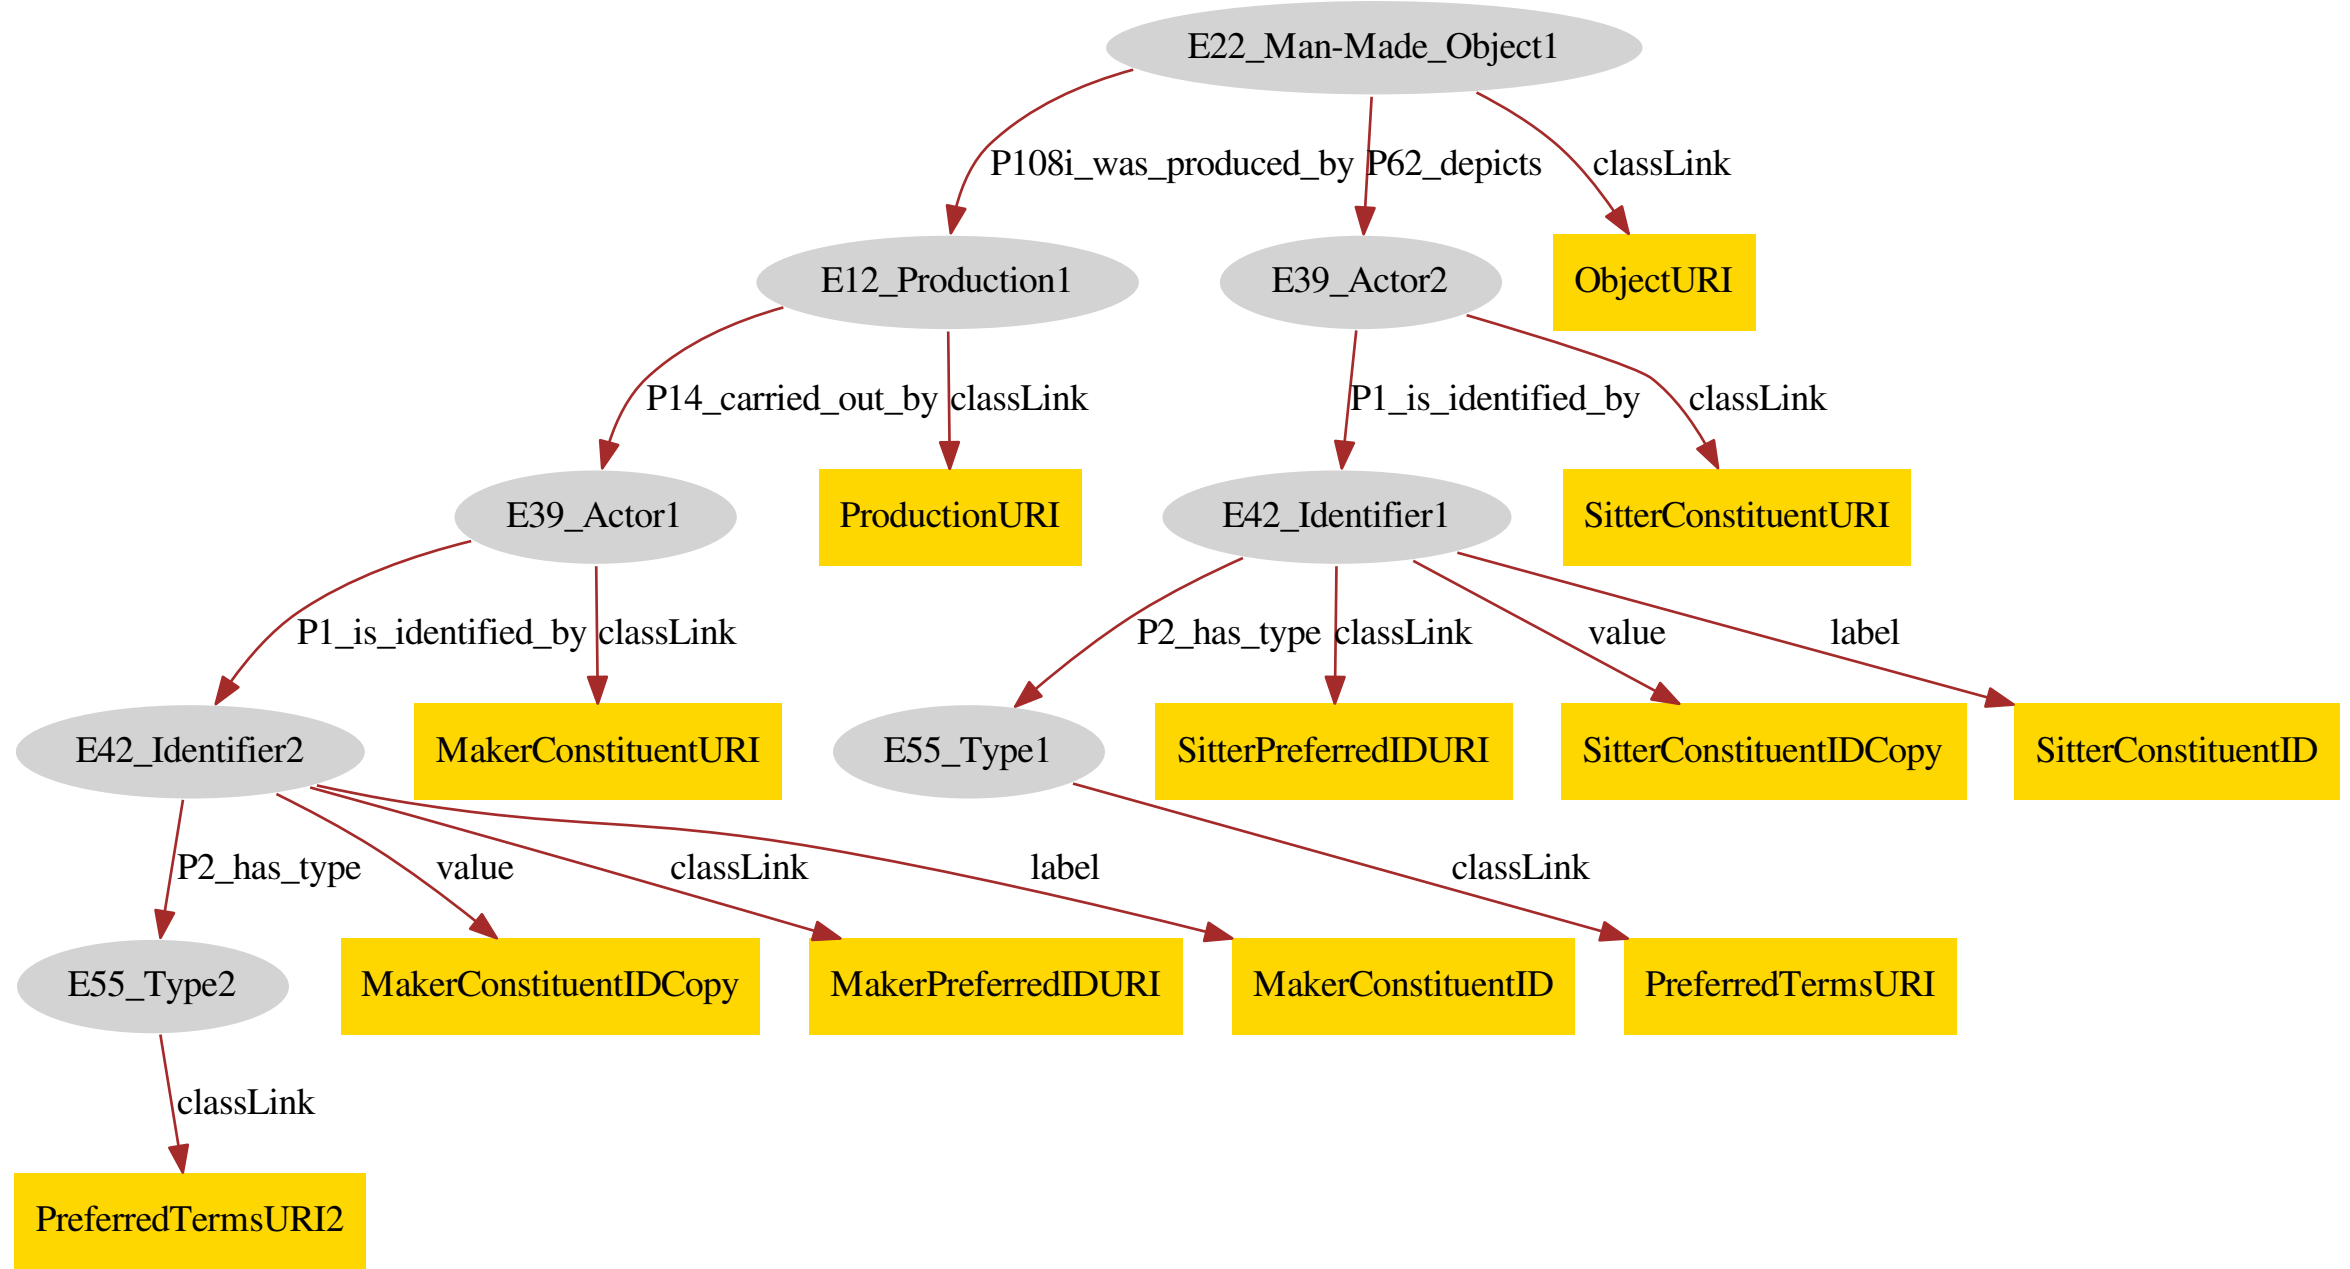 E22_Man-Made_Object1
P108i_was_produced_by
P62_depicts
classLink
E12_Production1
E39_Actor2
ObjectURI
P14_carried_out_by
classLink
P1_is_identified_by
classLink
E39_Actor1
ProductionURI
E42_Identifier1
SitterConstituentURI
P1_is_identified_by
classLink
P2_has_type
classLink
value
label
E42_Identifier2
MakerConstituentURI
E55_Type1
SitterPreferredIDURI
SitterConstituentIDCopy
SitterConstituentID
P2_has_type
value
classLink
label
classLink
E55_Type2
MakerConstituentIDCopy
MakerPreferredIDURI
MakerConstituentID
PreferredTermsURI
classLink
PreferredTermsURI2